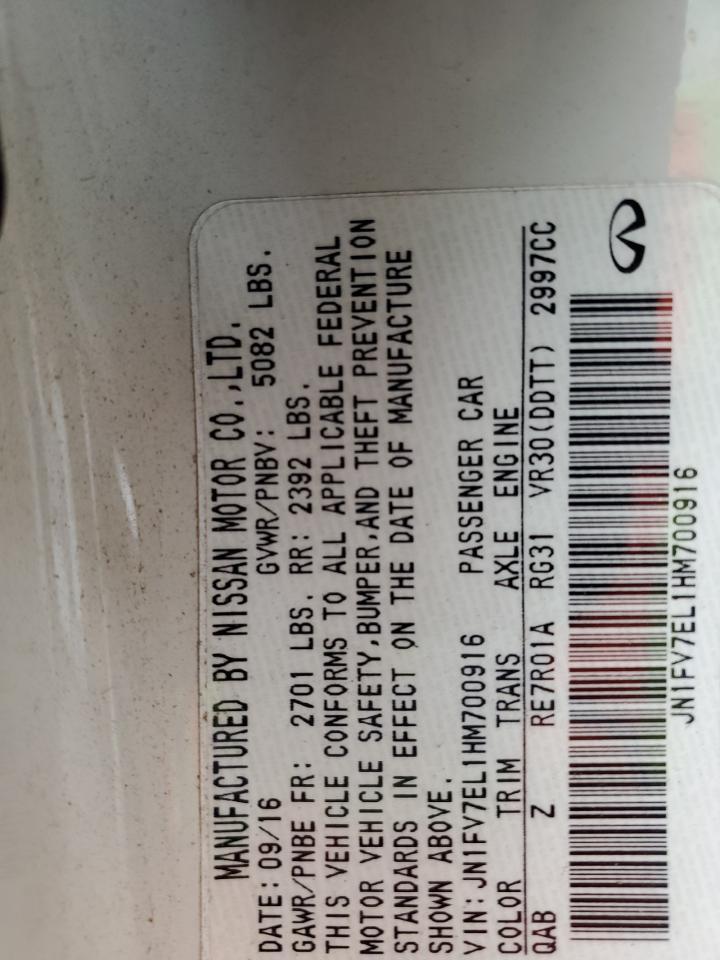 MANUFACTURED BY NISSAN MOTOR CO.,LTD.
DATE: 09/16 GVWR/PNBV: 5082 LBS.
GAWR/PNBE FR: 2701 LBS. RR: 2392 LBS.
THIS VEHICLE CONFORMS TO ALL APPLICABLE FEDERAL
MOTOR VEHICLE SAFETY,BUMPER,AND THEFT PREVENTION
STANDARDS IN EFFECT ON THE DATE OF MANUFACTURE
SHOWN ABOVE.
VIN:JN1FV7EL1HM700916 PASSENGER CAR
COLOR TRIM TRANS AXLE ENGINE
QAB Z RE7R01A RG31 VR30(DDTT) 2997CC
JN1FV7EL1HM700916